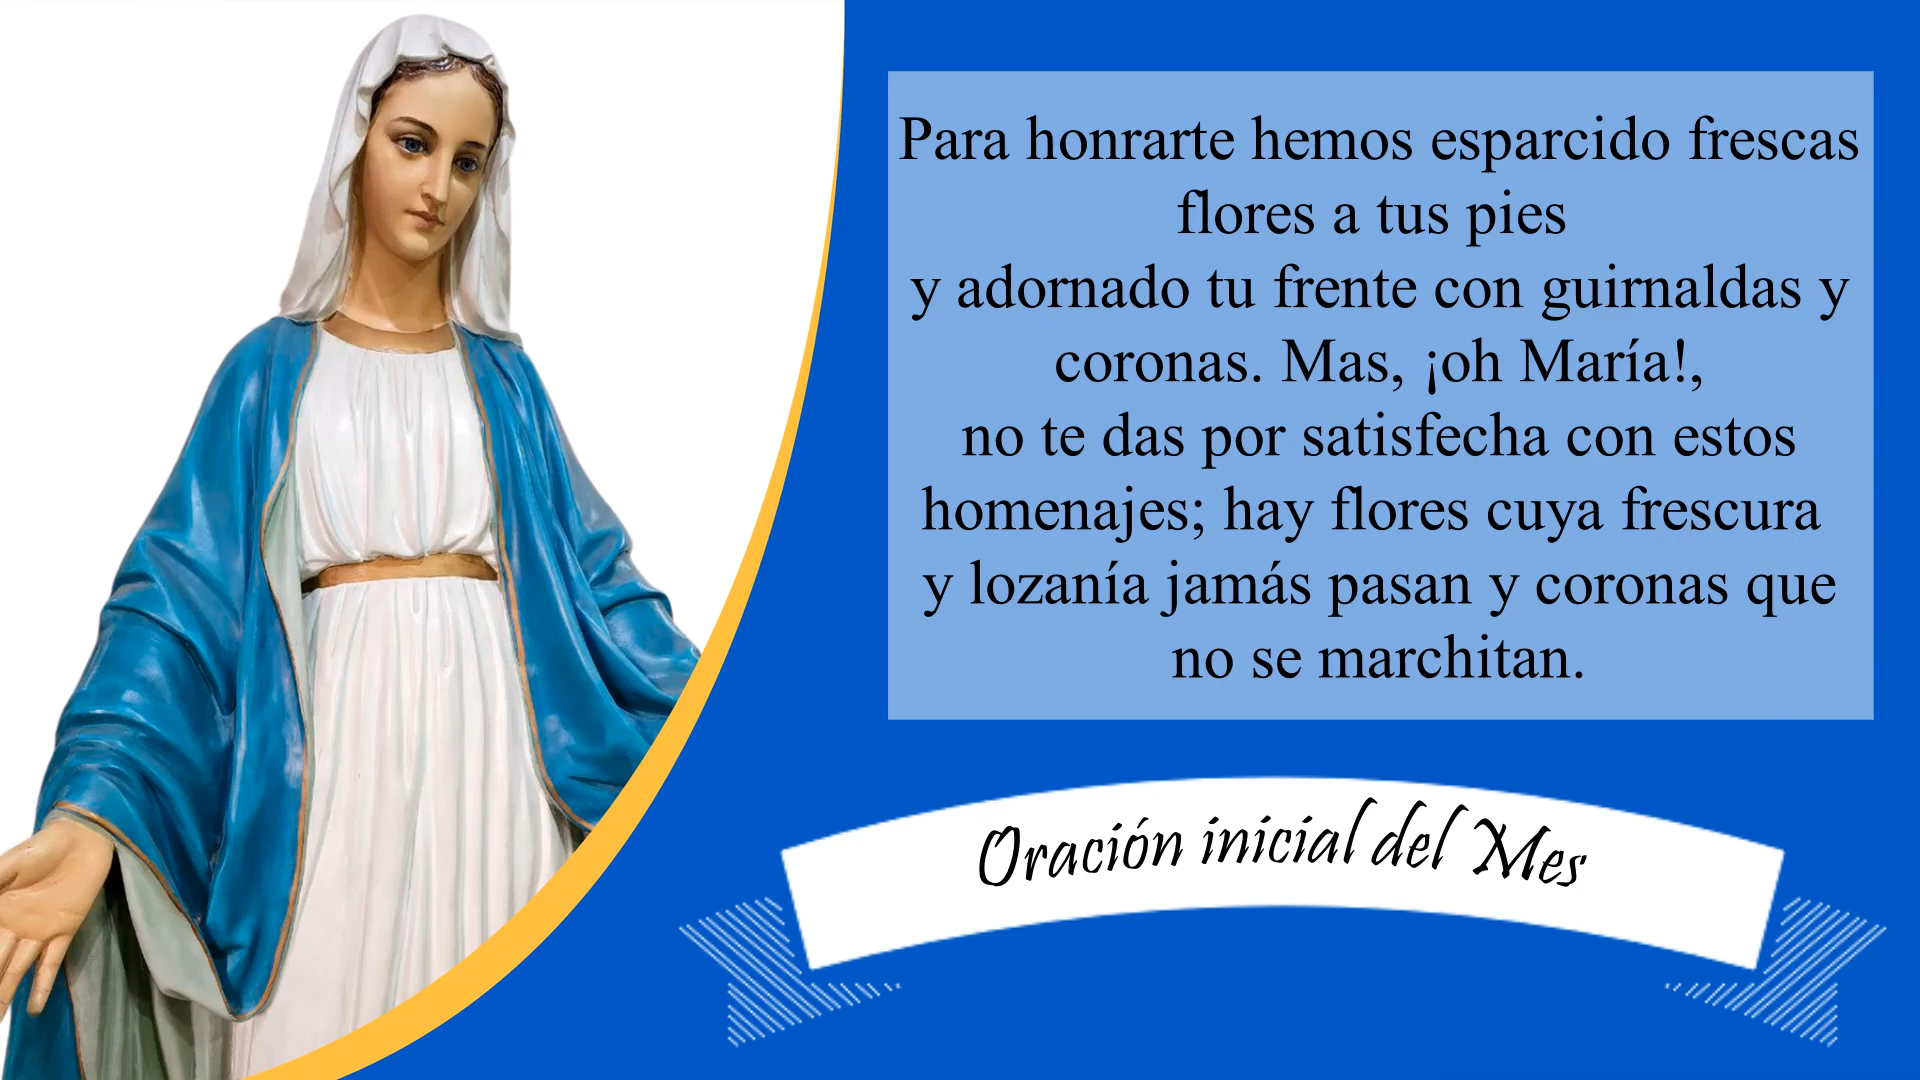 Para honrarte hemos esparcido frescas
flores a tus pies
y adornado tu frente con guirnaldas y
coronas. Mas, ¡oh María!,
no te das por satisfecha con estos
homenajes; hay flores cuya frescura
y lozanía jamás pasan y coronas que
no se marchitan.
Oración inicial del Mes